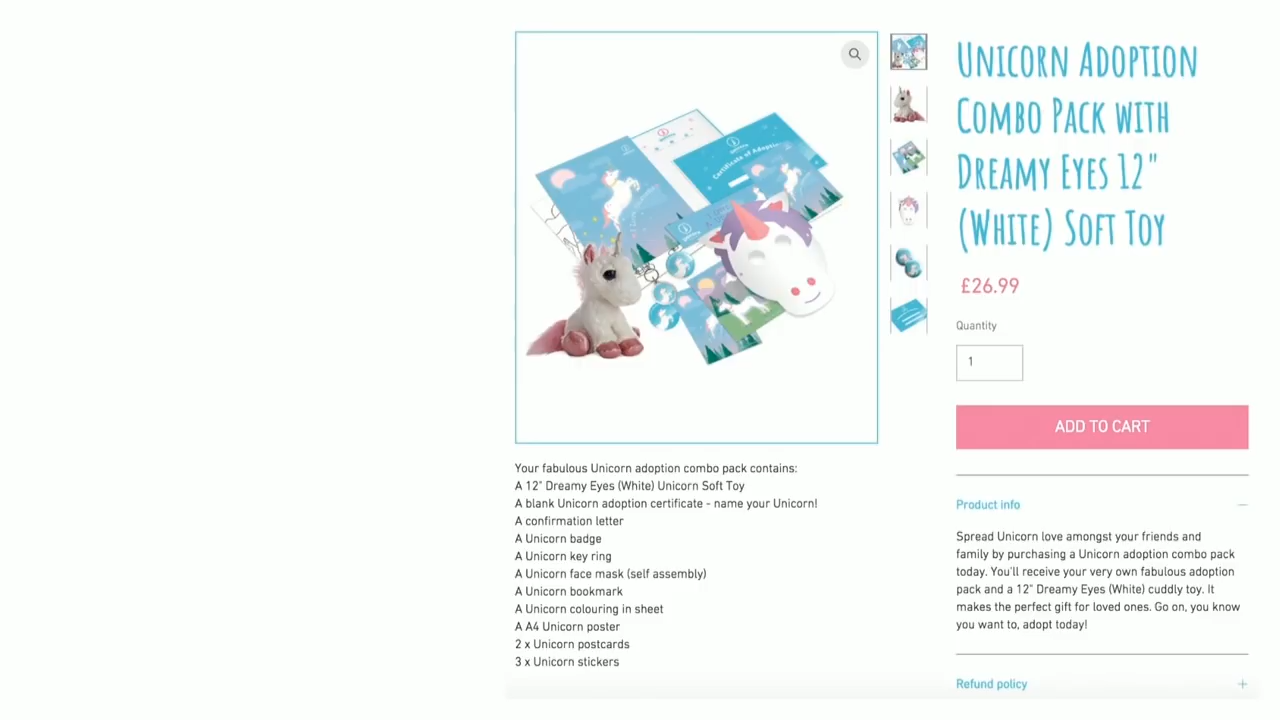 Certificate of Adoption
UNICORN ADOPTION
COMBO PACK WITH
DREAMY EYES 12"
(WHITE) SOFT TOY
£26.99
Quantity
1
ADD TO CART
Your fabulous Unicorn adoption combo pack contains:
A 12" Dreamy Eyes (White) Unicorn Soft Toy
A blank Unicorn adoption certificate - name your Unicorn!
A confirmation letter
A Unicorn badge
A Unicorn key ring
A Unicorn face mask (self assembly)
A Unicorn bookmark
A Unicorn colouring in sheet
A A4 Unicorn poster
2 x Unicorn postcards
3 x Unicorn stickers
Product info
Spread Unicorn love amongst your friends and
family by purchasing a Unicorn adoption combo pack
today. You'll receive your very own fabulous adoption
pack and a 12" Dreamy Eyes (White) cuddly toy. It
makes the perfect gift for loved ones. Go on, you know
you want to, adopt today!
Refund policy